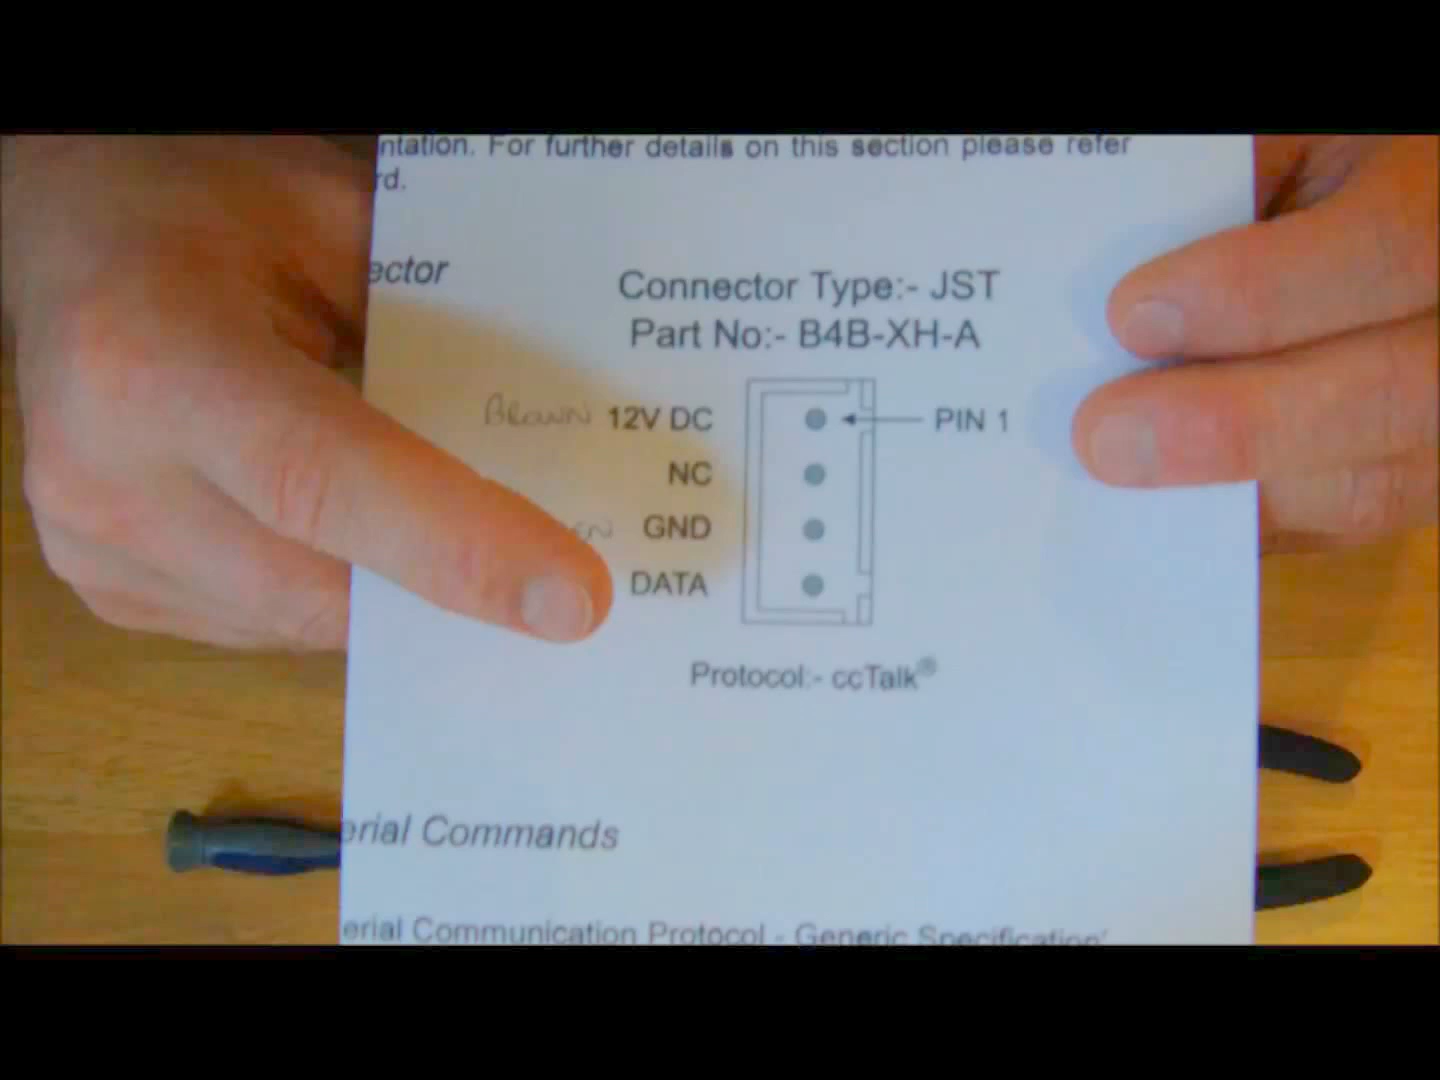 ntation. For further details on this section please refer
rd.
ector
Connector Type:- JST
Part No:- B4B-XH-A
Brown 12V DC
PIN 1
NC
EN GND
DATA
Protocol:- ccTalk®
erial Commands
erial Communication Protocol - Generic Specification'